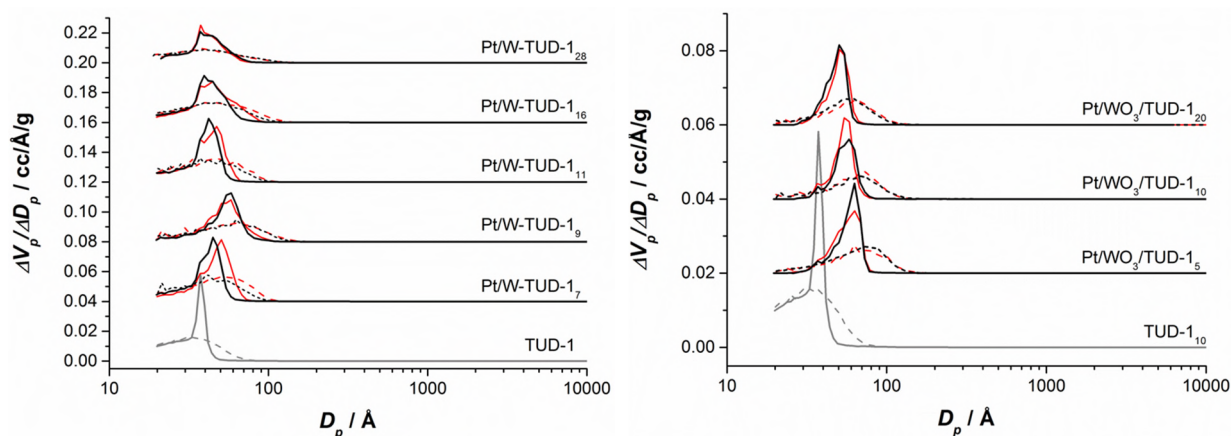 0.22
0.20
0.18
0.16
0.14
0.12
0.10
0.08
0.06
0.04
0.02
0.00
ΔVₚ/ΔDₚ / cc/Å/g
Pt/W-TUD-1₂₈
Pt/W-TUD-1₁₆
Pt/W-TUD-1₁₁
Pt/W-TUD-1₉
Pt/W-TUD-1₇
TUD-1
10
100
1000
10000
Dₚ / Å
0.08
0.06
0.04
0.02
0.00
ΔVₚ/ΔDₚ / cc/Å/g
Pt/WO₃/TUD-1₂₀
Pt/WO₃/TUD-1₁₀
Pt/WO₃/TUD-1₅
TUD-1₁₀
10
100
1000
10000
Dₚ / Å